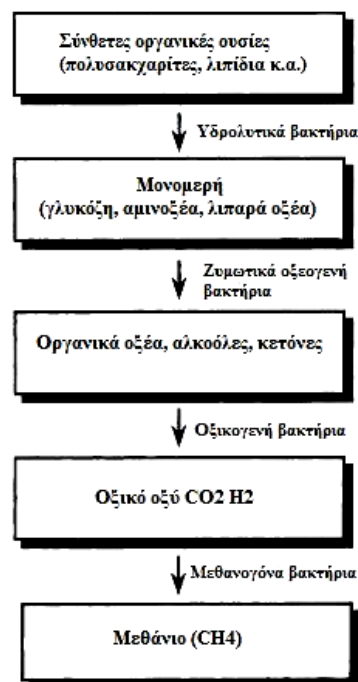 Σύνθετες οργανικές ουσίες
(πολυσακχαρίτες, λιπίδια κ.α.)
Υδρολυτικά βακτήρια
Μονομερή
(γλυκόζη, αμινοξέα, λιπαρά οξέα)
Ζυμωτικά οξεογενή
βακτήρια
Οργανικά οξέα, αλκοόλες, κετόνες
Οξικογενή βακτήρια
Οξικό οξύ CO2 H2
Μεθανογόνα βακτήρια
Μεθάνιο (CH4)